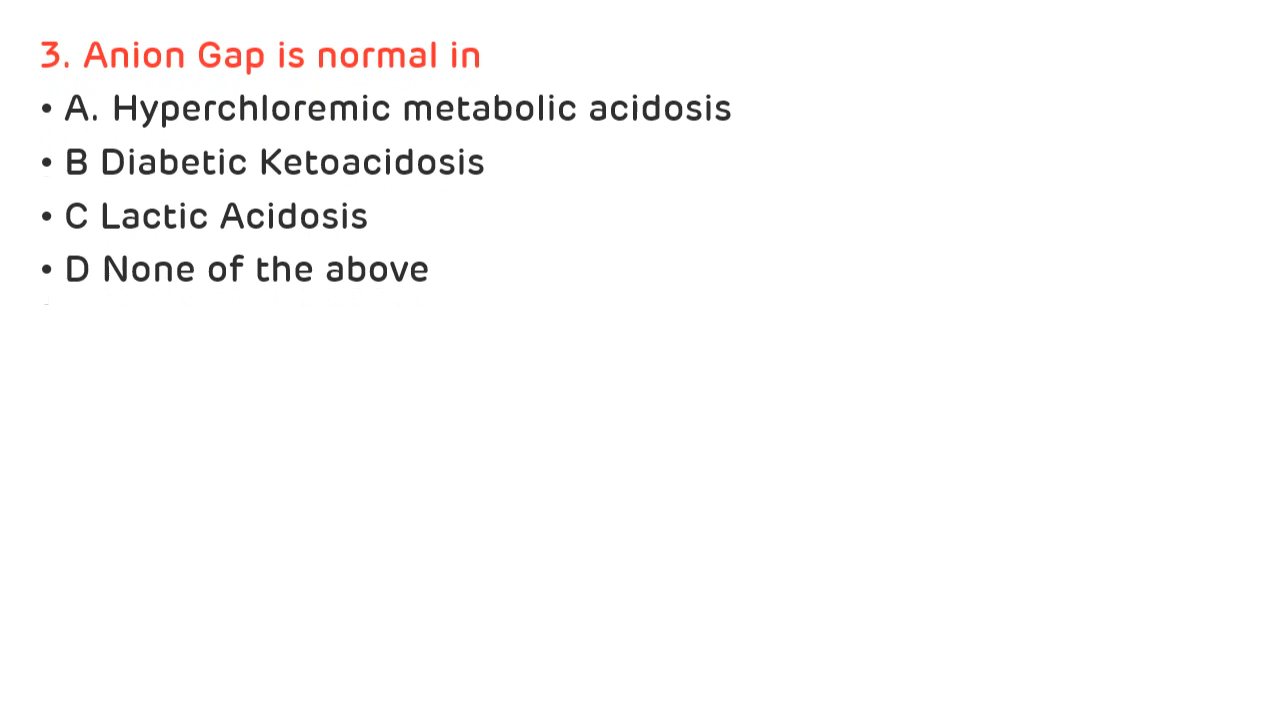 3. Anion Gap is normal in
• A. Hyperchloremic metabolic acidosis
• B Diabetic Ketoacidosis
• C Lactic Acidosis
• D None of the above